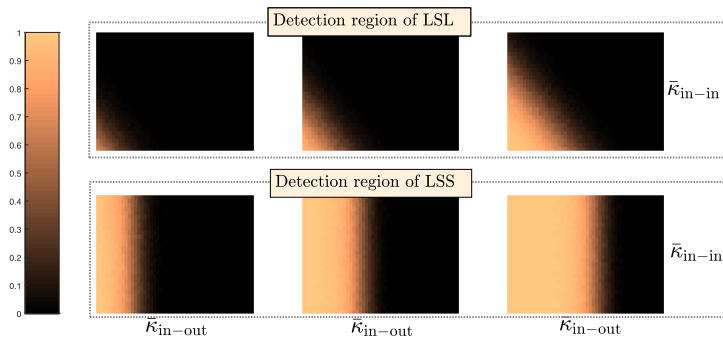 Detection region of LSL
1
0.9
0.8
0.7
0.6
0.5
0.4
0.3
0.2
0.1
0
κ̄in−in
Detection region of LSS
κ̄in−in
κ̄in−out
κ̄in−out
κ̄in−out